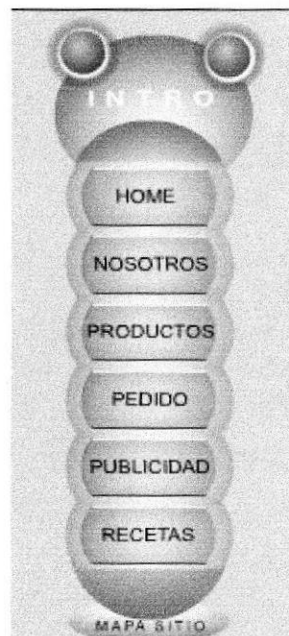 INTRO
HOME
NOSOTROS
PRODUCTOS
PEDIDO
PUBLICIDAD
RECETAS
MAPA SITIO